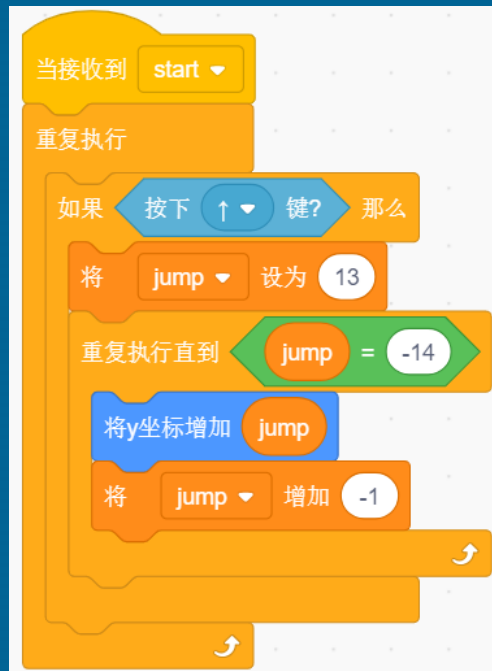 当接收到 start
重复执行
如果 按下 ↑ 键? 那么
将 jump 设为 13
重复执行直到 jump = -14
将y坐标增加 jump
将 jump 增加 -1